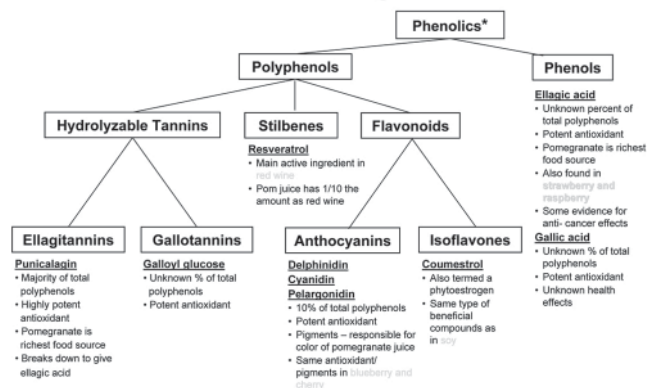 Phenolics*
Polyphenols
Phenols
Ellagic acid
• Unknown percent of
total polyphenols
• Potent antioxidant
• Pomegranate is richest
food source
• Also found in
strawberry and
raspberry
• Some evidence for
anti- cancer effects
Gallic acid
• Unknown % of total
polyphenols
• Potent antioxidant
• Unknown health
effects
Hydrolyzable Tannins
Stilbenes
Resveratrol
• Main active ingredient in
red wine
• Pom juice has 1/10 the
amount as red wine
Flavonoids
Ellagitannins
Punicalagin
• Majority of total
polyphenols
• Highly potent
antioxidant
• Pomegranate is
richest food source
• Breaks down to give
ellagic acid
Gallotannins
Galloyl glucose
• Unknown % of total
polyphenols
• Potent antioxidant
Anthocyanins
Delphinidin
Cyanidin
Pelargonidin
• 10% of total polyphenols
• Potent antioxidant
• Pigments – responsible for
color of pomegranate juice
• Same antioxidant/
pigments in blueberry and
cherry
Isoflavones
Coumestrol
• Also termed a
phytoestrogen
• Same type of
beneficial
compounds as
in soy